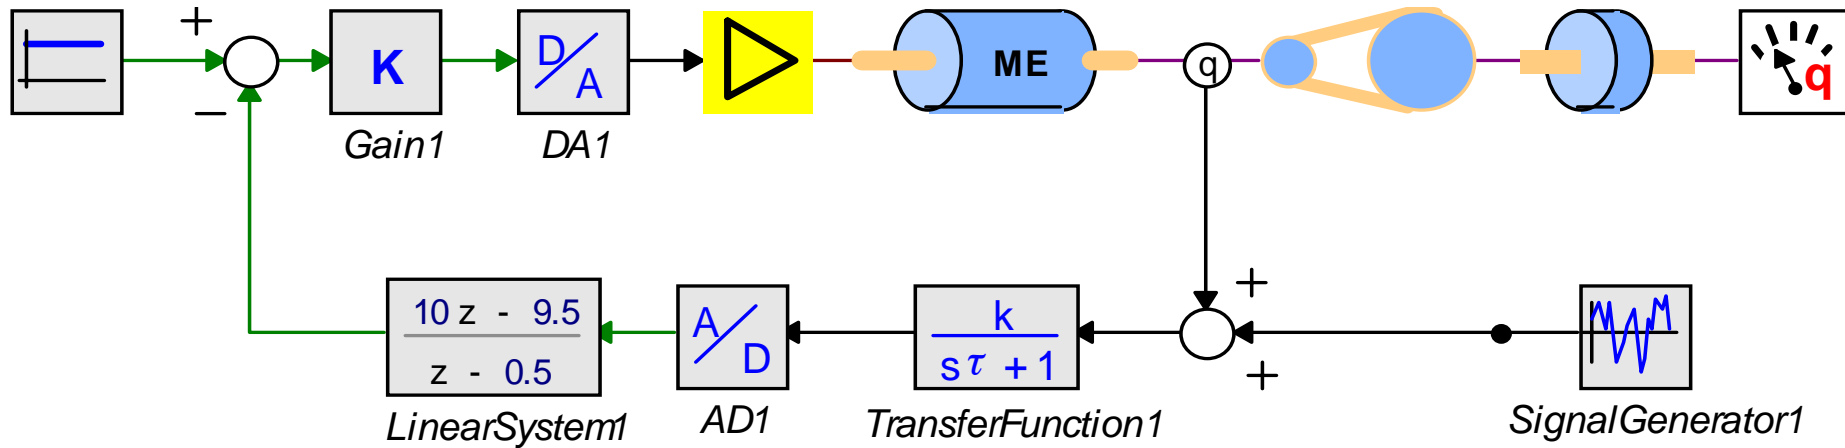 +
−
K
Gain1
D/A
DA1
ME
q
q
10 z - 9.5
z - 0.5
LinearSystem1
A/D
AD1
k
sτ + 1
TransferFunction1
+
+
SignalGenerator1